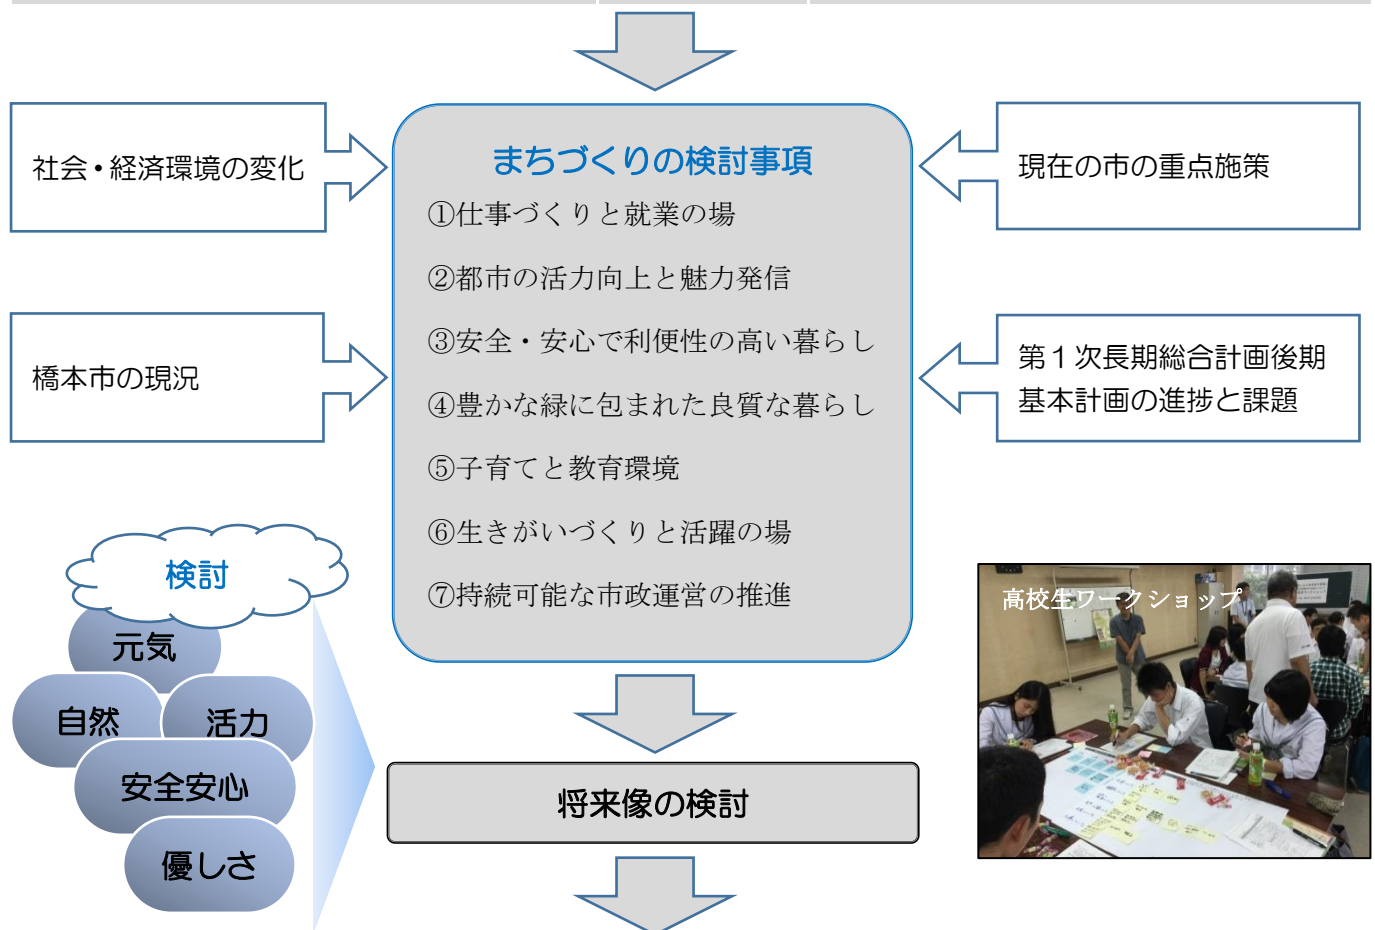 社会・経済環境の変化
橋本市の現況
まちづくりの検討事項
①仕事づくりと就業の場
②都市の活力向上と魅力発信
③安全・安心で利便性の高い暮らし
④豊かな緑に包まれた良質な暮らし
⑤子育てと教育環境
⑥生きがいづくりと活躍の場
⑦持続可能な市政運営の推進
現在の市の重点施策
第１次長期総合計画後期
基本計画の進捗と課題
検討
元気
自然
活力
安全安心
優しさ
将来像の検討
高校生ワークショップ